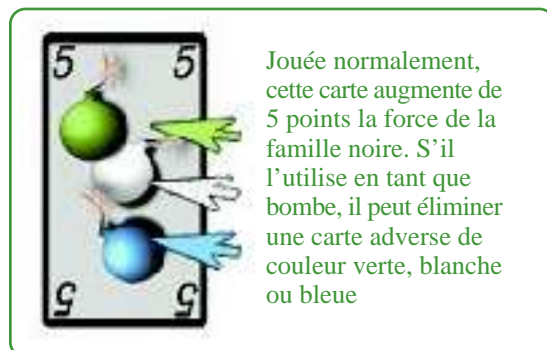 5 5
Jouée normalement,
cette carte augmente de
5 points la force de la
famille noire. S’il
l’utilise en tant que
bombe, il peut éliminer
une carte adverse de
couleur verte, blanche
ou bleue
5 5